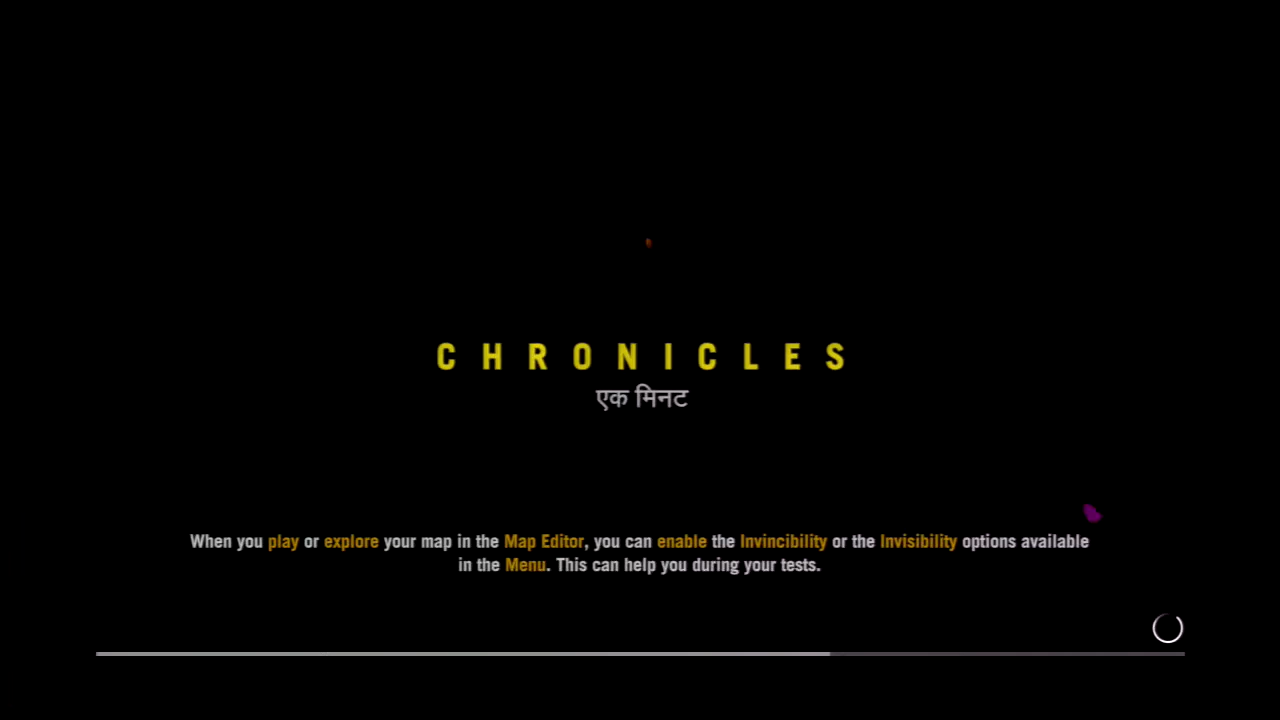 CHRONICLES
एक मिनट
When you play or explore your map in the Map Editor, you can enable the Invincibility or the Invisibility options available
in the Menu. This can help you during your tests.